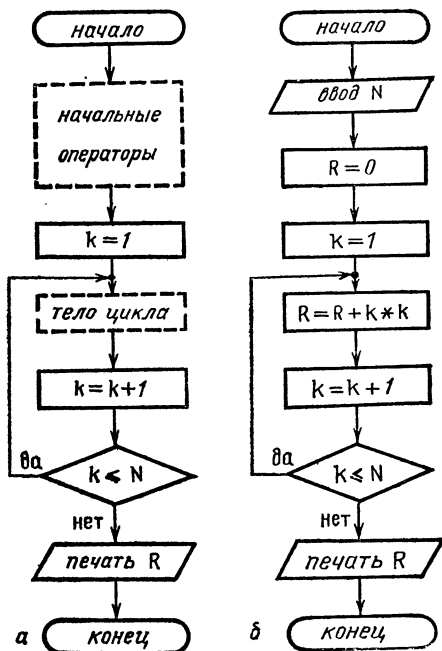 начало
начальные
операторы
k = 1
тело цикла
k = k+1
да
k ⩽ N
нет
печать R
а
конец
начало
ввод N
R = 0
k = 1
R = R + k * k
k = k + 1
да
k ⩽ N
нет
печать R
б
конец